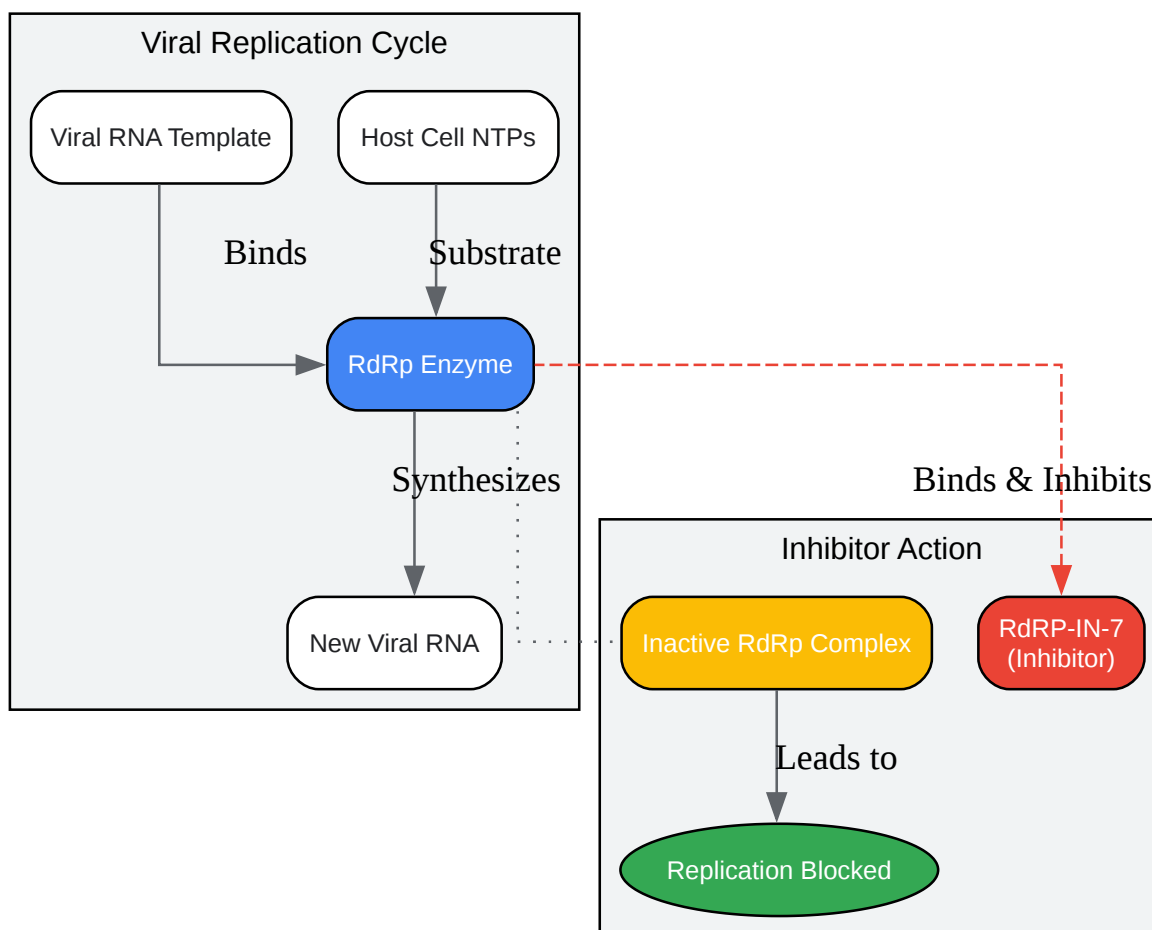 Viral Replication Cycle
Viral RNA Template
Host Cell NTPs
Binds
Substrate
RdRp Enzyme
Synthesizes
Binds & Inhibits
Inhibitor Action
New Viral RNA
Inactive RdRp Complex
RdRP-IN-7
(Inhibitor)
Leads to
Replication Blocked